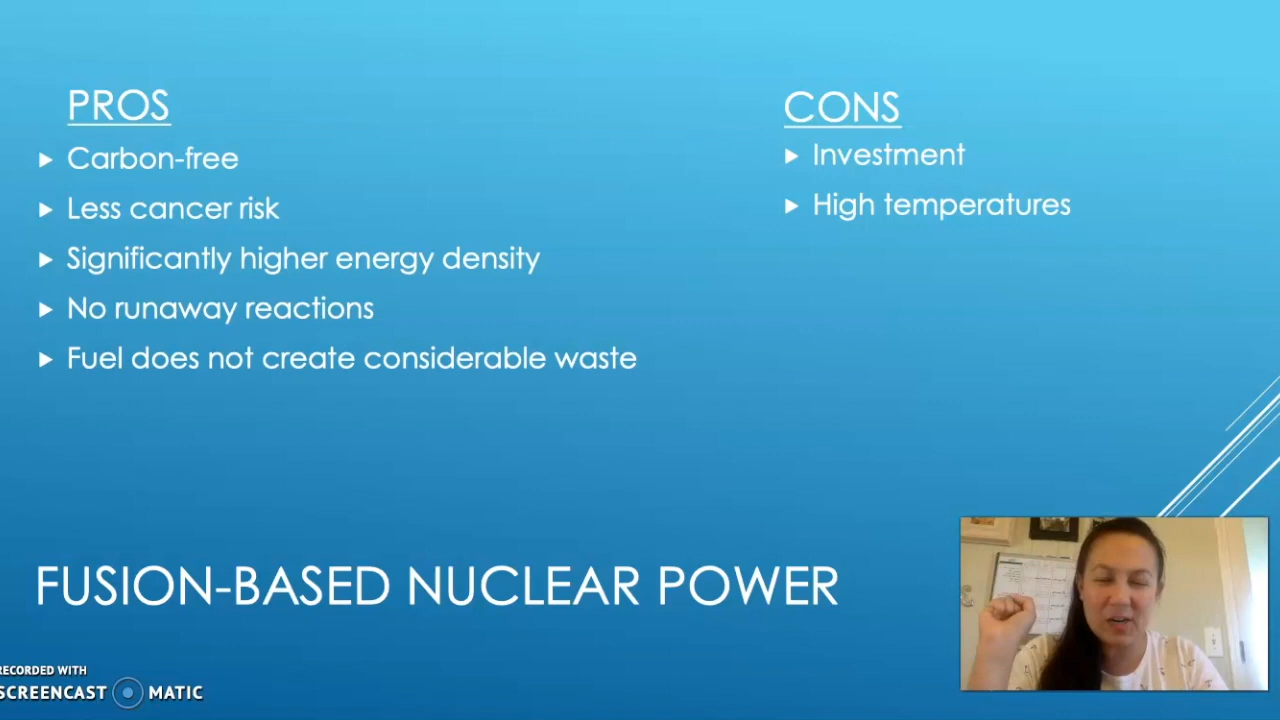 PROS
Carbon-free
Less cancer risk
Significantly higher energy density
No runaway reactions
Fuel does not create considerable waste
CONS
Investment
High temperatures
FUSION-BASED NUCLEAR POWER
RECORDED WITH
SCREENCAST MATIC